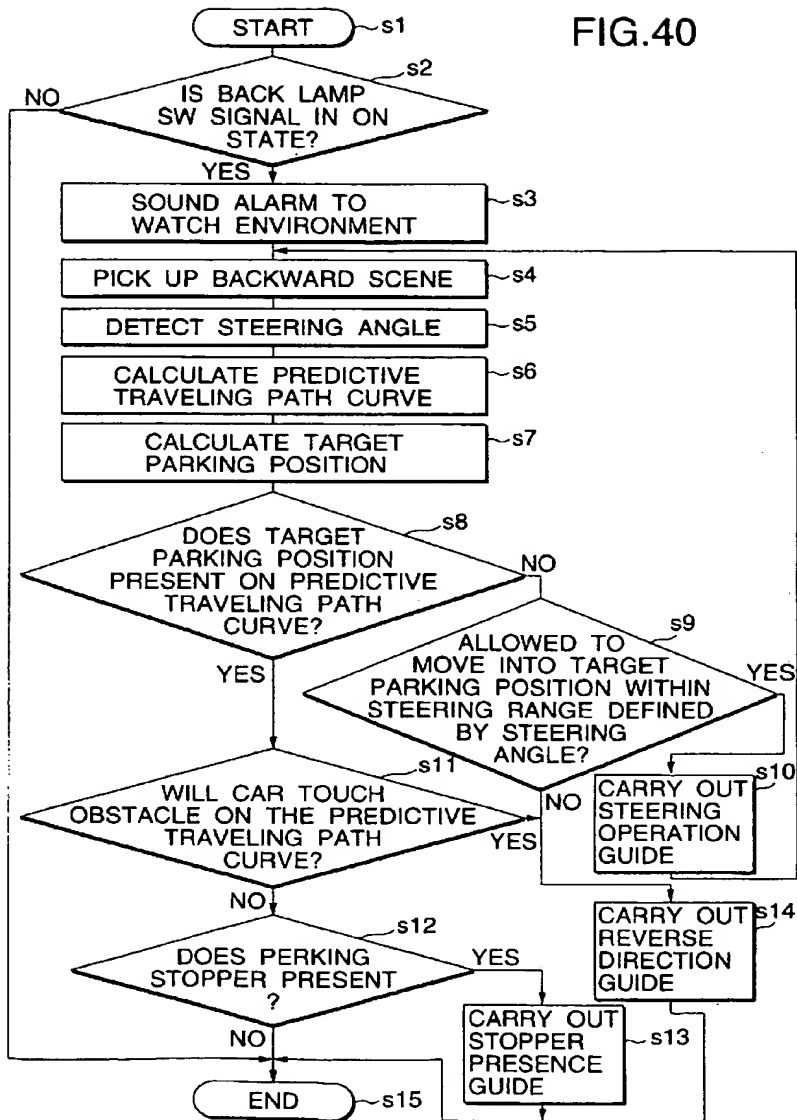 FIG.40
START
s1
s2
NO
IS BACK LAMP
SW SIGNAL IN ON
STATE?
YES
SOUND ALARM TO
WATCH ENVIRONMENT
s3
PICK UP BACKWARD SCENE
s4
DETECT STEERING ANGLE
s5
CALCULATE PREDICTIVE
TRAVELING PATH CURVE
s6
CALCULATE TARGET
PARKING POSITION
s7
s8
DOES TARGET
PARKING POSITION
PRESENT ON PREDICTIVE
TRAVELING PATH
CURVE?
NO
YES
s9
ALLOWED TO
MOVE INTO TARGET
PARKING POSITION WITHIN
STEERING RANGE DEFINED
BY STEERING
ANGLE?
YES
NO
s10
CARRY OUT
STEERING
OPERATION
GUIDE
s11
WILL CAR TOUCH
OBSTACLE ON THE PREDICTIVE
TRAVELING PATH
CURVE?
YES
NO
s14
CARRY OUT
REVERSE
DIRECTION
GUIDE
s12
DOES PERKING
STOPPER PRESENT
?
YES
NO
CARRY OUT
STOPPER
PRESENCE
GUIDE
s13
END
s15